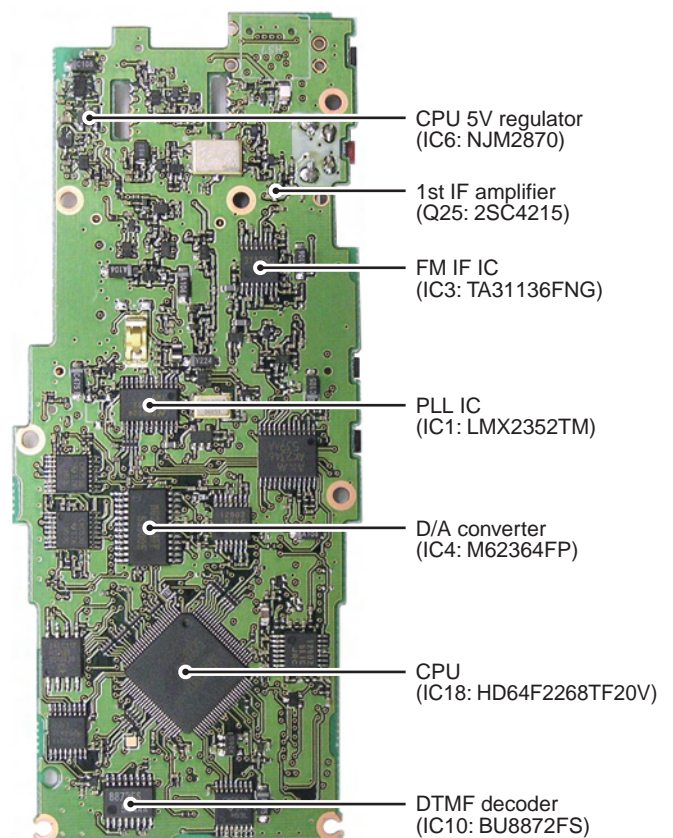 CPU 5V regulator
(IC6: NJM2870)
1st IF amplifier
(Q25: 2SC4215)
FM IF IC
(IC3: TA31136FNG)
PLL IC
(IC1: LMX2352TM)
D/A converter
(IC4: M62364FP)
CPU
(IC18: HD64F2268TF20V)
DTMF decoder
(IC10: BU8872FS)